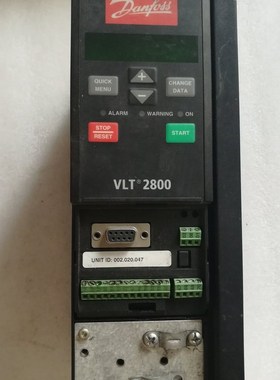 Danfoss
QUICK MENU
+
CHANGE DATA
-
ALARM WARNING ON
STOP RESET
START
VLT® 2800
UNIT ID: 002.020.047